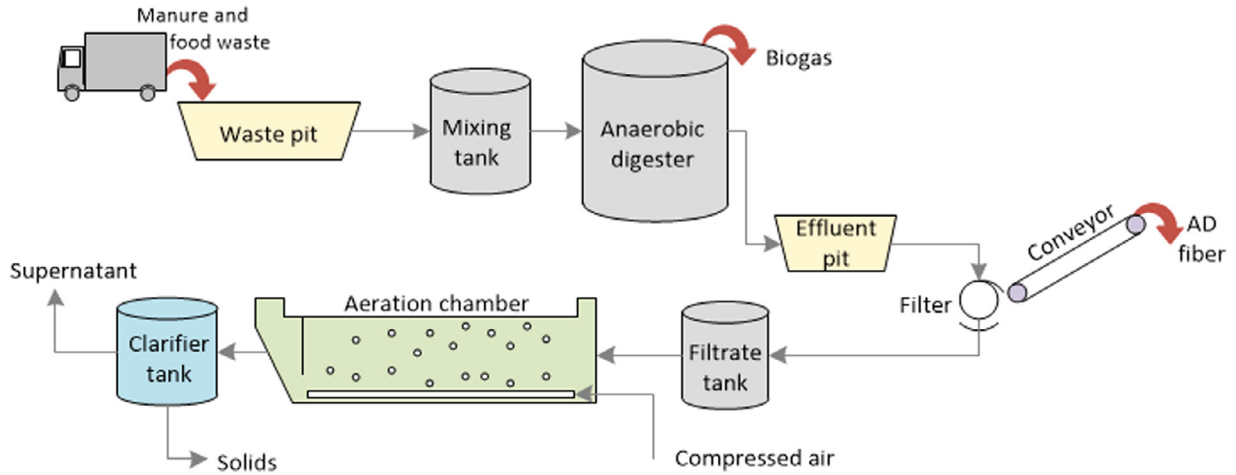 Manure and
food waste
Waste pit
Mixing
tank
Anaerobic
digester
Biogas
Effluent
pit
Conveyor
AD
fiber
Filter
Supernatant
Clarifier
tank
Aeration chamber
Filtrate
tank
Solids
Compressed air